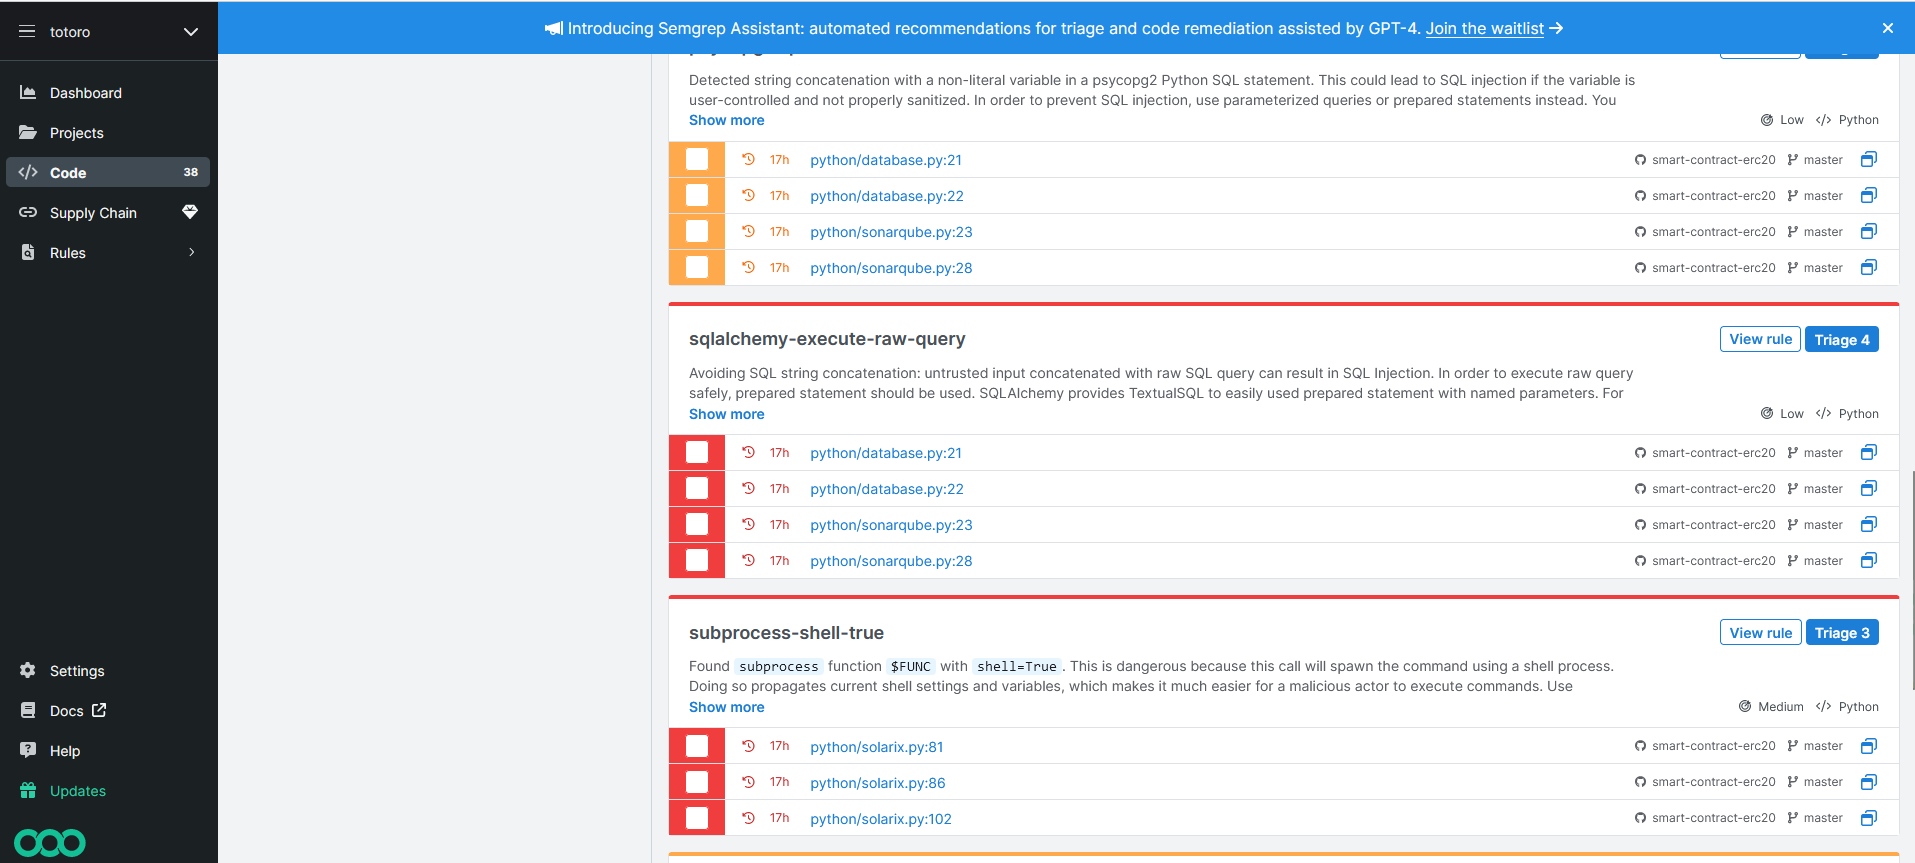 totoro
Introducing Semgrep Assistant: automated recommendations for triage and code remediation assisted by GPT-4. Join the waitlist →
Dashboard
Projects
Code 38
Supply Chain
Rules
Settings
Docs
Help
Updates
Detected string concatenation with a non-literal variable in a psycopg2 Python SQL statement. This could lead to SQL injection if the variable is
user-controlled and not properly sanitized. In order to prevent SQL injection, use parameterized queries or prepared statements instead. You
Show more
Low </> Python
17h python/database.py:21 smart-contract-erc20 master
17h python/database.py:22 smart-contract-erc20 master
17h python/sonarqube.py:23 smart-contract-erc20 master
17h python/sonarqube.py:28 smart-contract-erc20 master
sqlalchemy-execute-raw-query View rule Triage 4
Avoiding SQL string concatenation: untrusted input concatenated with raw SQL query can result in SQL Injection. In order to execute raw query
safely, prepared statement should be used. SQLAlchemy provides TextualSQL to easily used prepared statement with named parameters. For
Show more
Low </> Python
17h python/database.py:21 smart-contract-erc20 master
17h python/database.py:22 smart-contract-erc20 master
17h python/sonarqube.py:23 smart-contract-erc20 master
17h python/sonarqube.py:28 smart-contract-erc20 master
subprocess-shell-true View rule Triage 3
Found subprocess function $FUNC with shell=True. This is dangerous because this call will spawn the command using a shell process.
Doing so propagates current shell settings and variables, which makes it much easier for a malicious actor to execute commands. Use
Show more
Medium </> Python
17h python/solarix.py:81 smart-contract-erc20 master
17h python/solarix.py:86 smart-contract-erc20 master
17h python/solarix.py:102 smart-contract-erc20 master